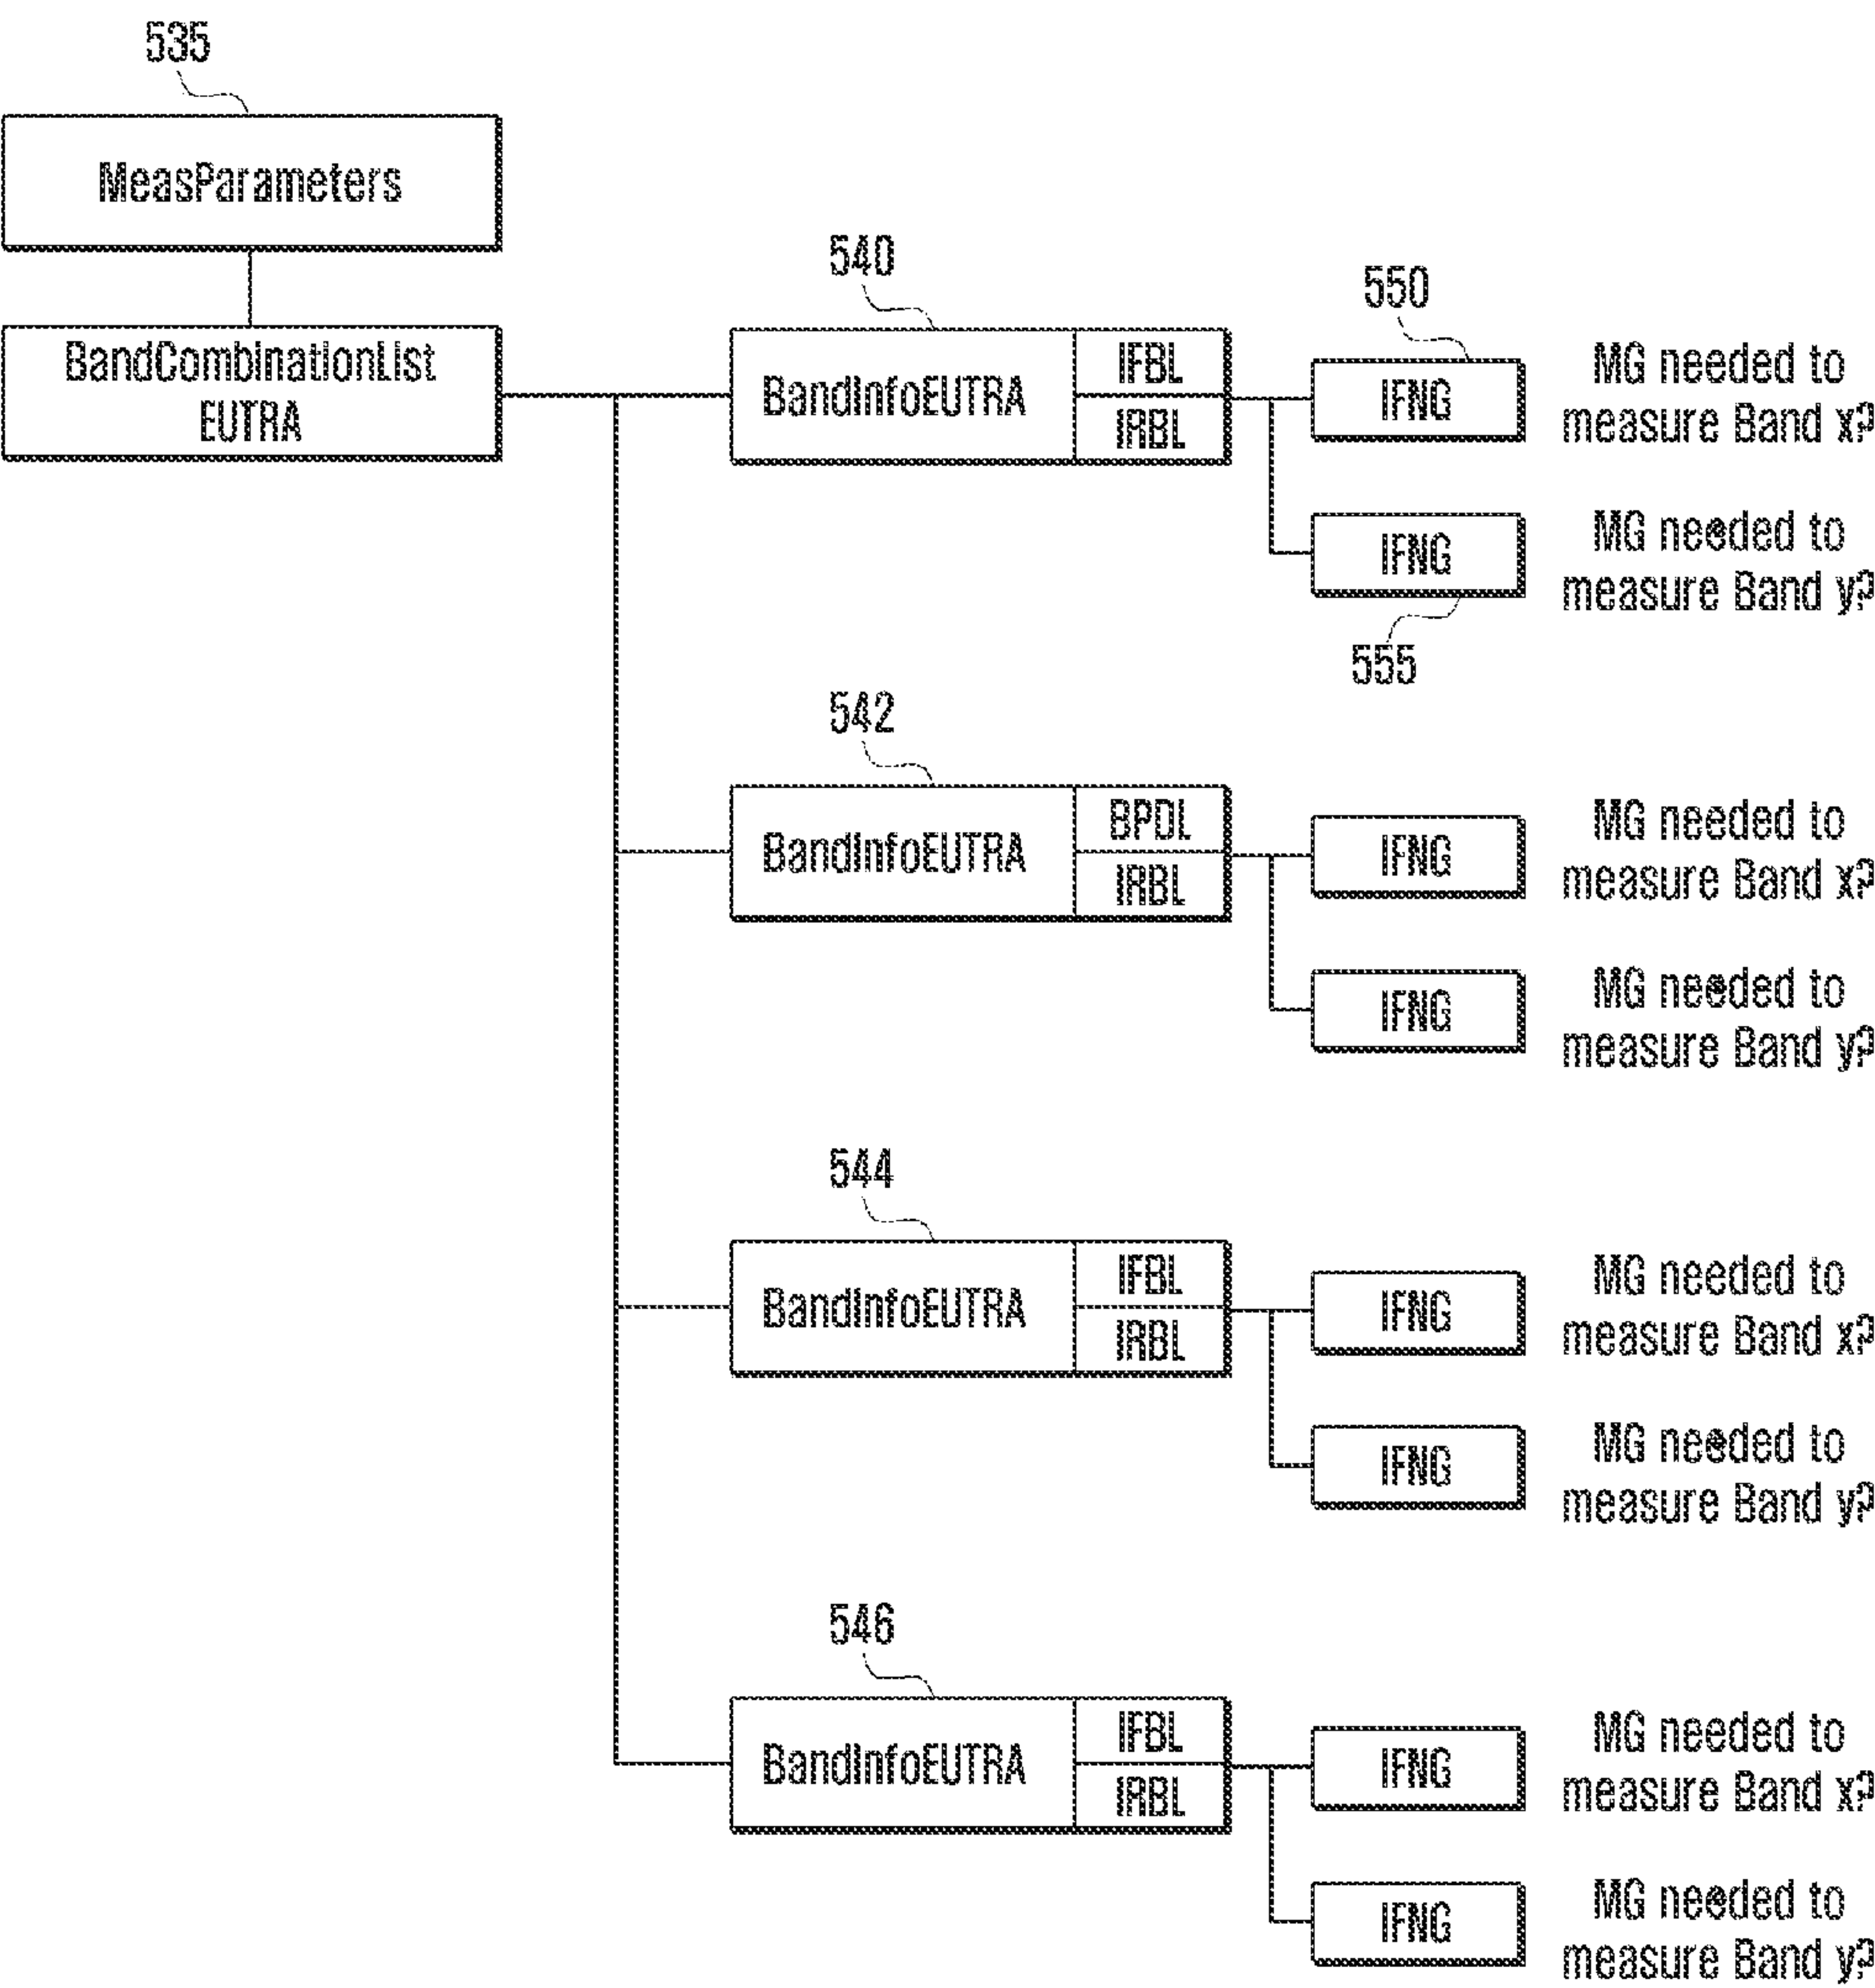 535
MeasParameters
BandCombinationList
EUTRA
540
BandInfoEUTRA
IFBL
IRBL
550
IFNG
MG needed to
measure Band x?
IFNG
MG needed to
measure Band y?
555
542
BandInfoEUTRA
BPDL
IRBL
IFNG
MG needed to
measure Band x?
IFNG
MG needed to
measure Band y?
544
BandInfoEUTRA
IFBL
IRBL
IFNG
MG needed to
measure Band x?
IFNG
MG needed to
measure Band y?
546
BandInfoEUTRA
IFBL
IRBL
IFNG
MG needed to
measure Band x?
IFNG
MG needed to
measure Band y?